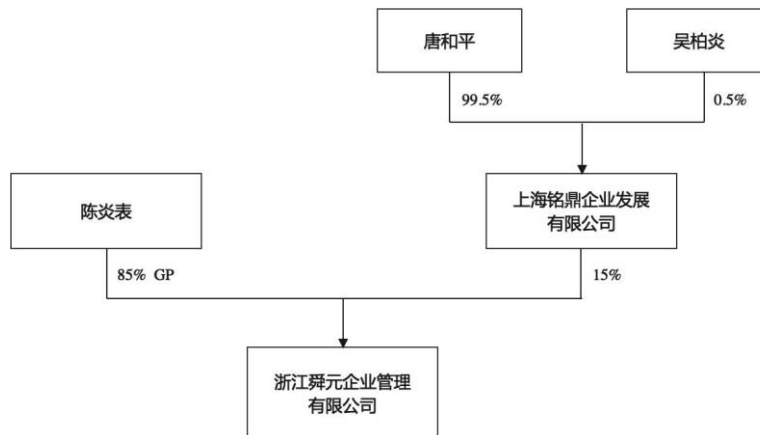 唐和平
吴柏炎
99.5%
0.5%
陈炎表
上海铭鼎企业发展
有限公司
85% GP
15%
浙江舜元企业管理
有限公司